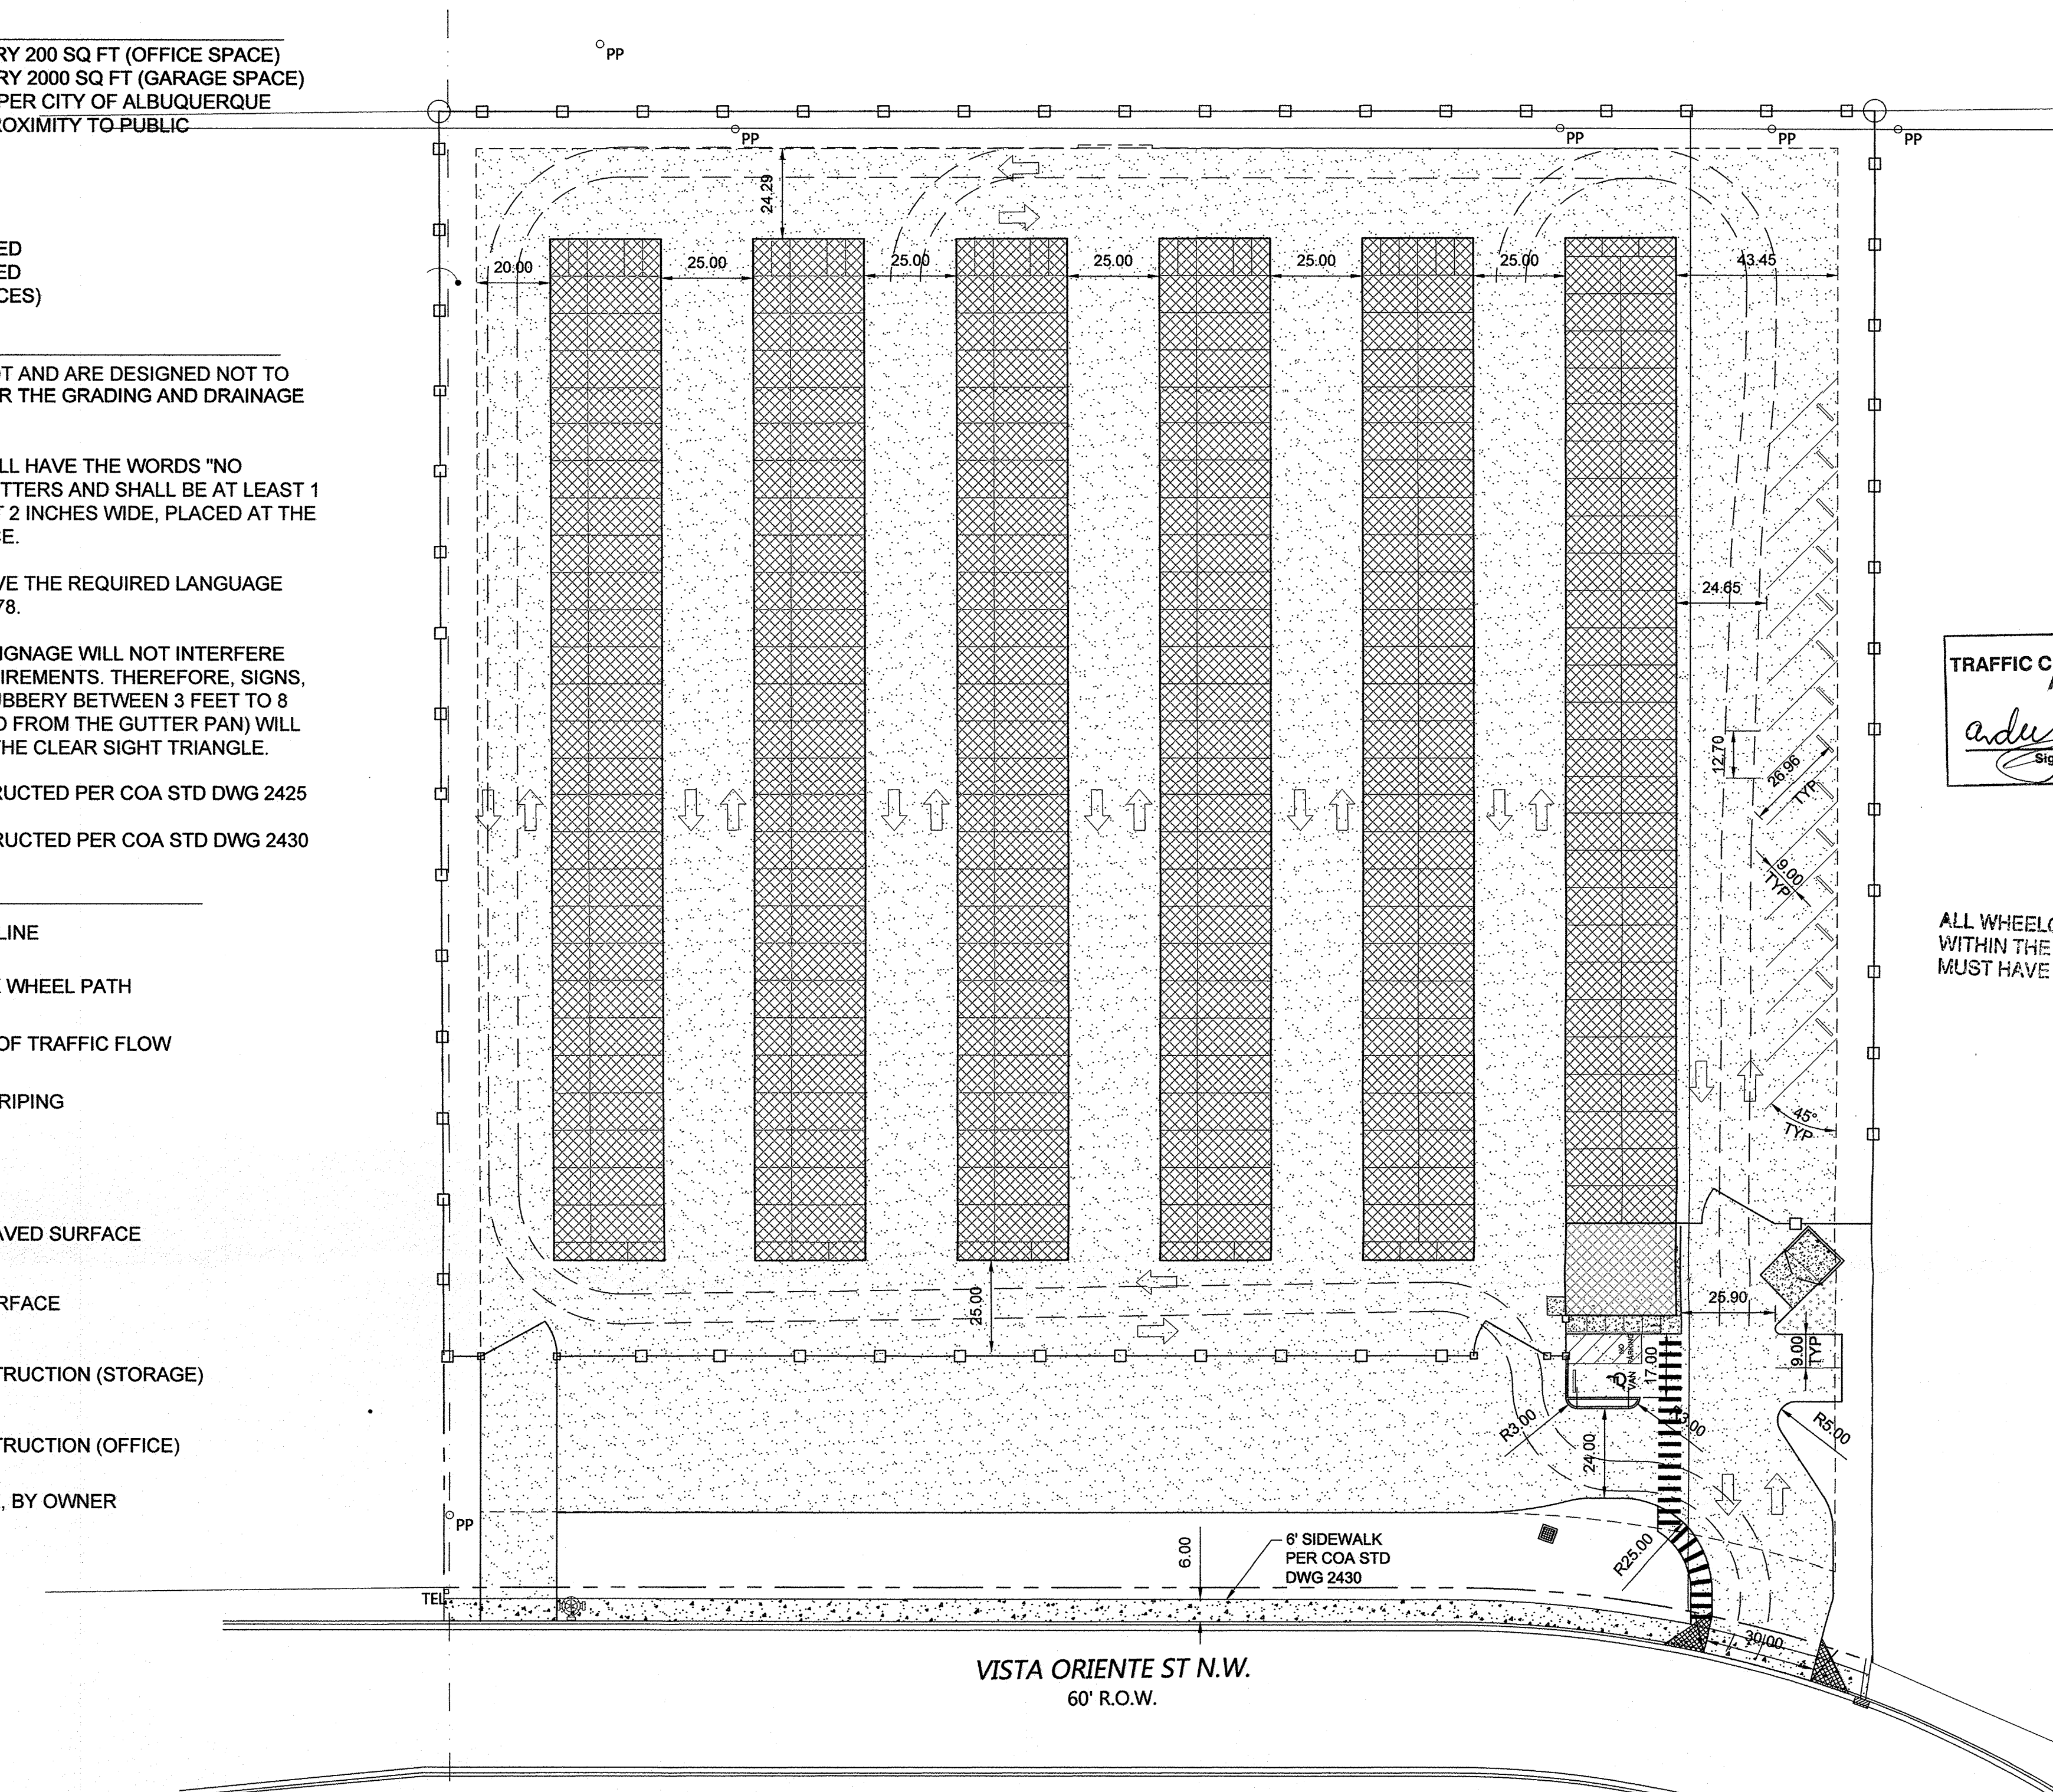 RY 200 SQ FT (OFFICE SPACE)
RY 2000 SQ FT (GARAGE SPACE)
PER CITY OF ALBUQUERQUE
ROXIMITY TO PUBLIC
ED
ED
CES)
OT AND ARE DESIGNED NOT TO
R THE GRADING AND DRAINAGE
LL HAVE THE WORDS "NO
TTERS AND SHALL BE AT LEAST 1
T 2 INCHES WIDE, PLACED AT THE
CE.
VE THE REQUIRED LANGUAGE
78.
IGNAGE WILL NOT INTERFERE
IREMENTS. THEREFORE, SIGNS,
UBBERY BETWEEN 3 FEET TO 8
D FROM THE GUTTER PAN) WILL
THE CLEAR SIGHT TRIANGLE.
RUCTED PER COA STD DWG 2425
RUCTED PER COA STD DWG 2430
LINE
WHEEL PATH
OF TRAFFIC FLOW
RIPING
AVED SURFACE
RFACE
TRUCTION (STORAGE)
TRUCTION (OFFICE)
, BY OWNER
PP
PP
PP
PP
PP
24.29
20.00
25.00
25.00
25.00
25.00
25.00
43.45
24.65
12.70
26.96
TYP
9.00
TYP
45°
TYP
25.00
25.90
9.00
TYP
NO
PARKING
VAN
17.00
R3.00
R5.00
24.00
R25.00
30.00
PP
TEL
6.00
6' SIDEWALK
PER COA STD
DWG 2430
VISTA ORIENTE ST N.W.
60' R.O.W.
TRAFFIC C
Sig
ALL WHEELC
WITHIN THE
MUST HAVE